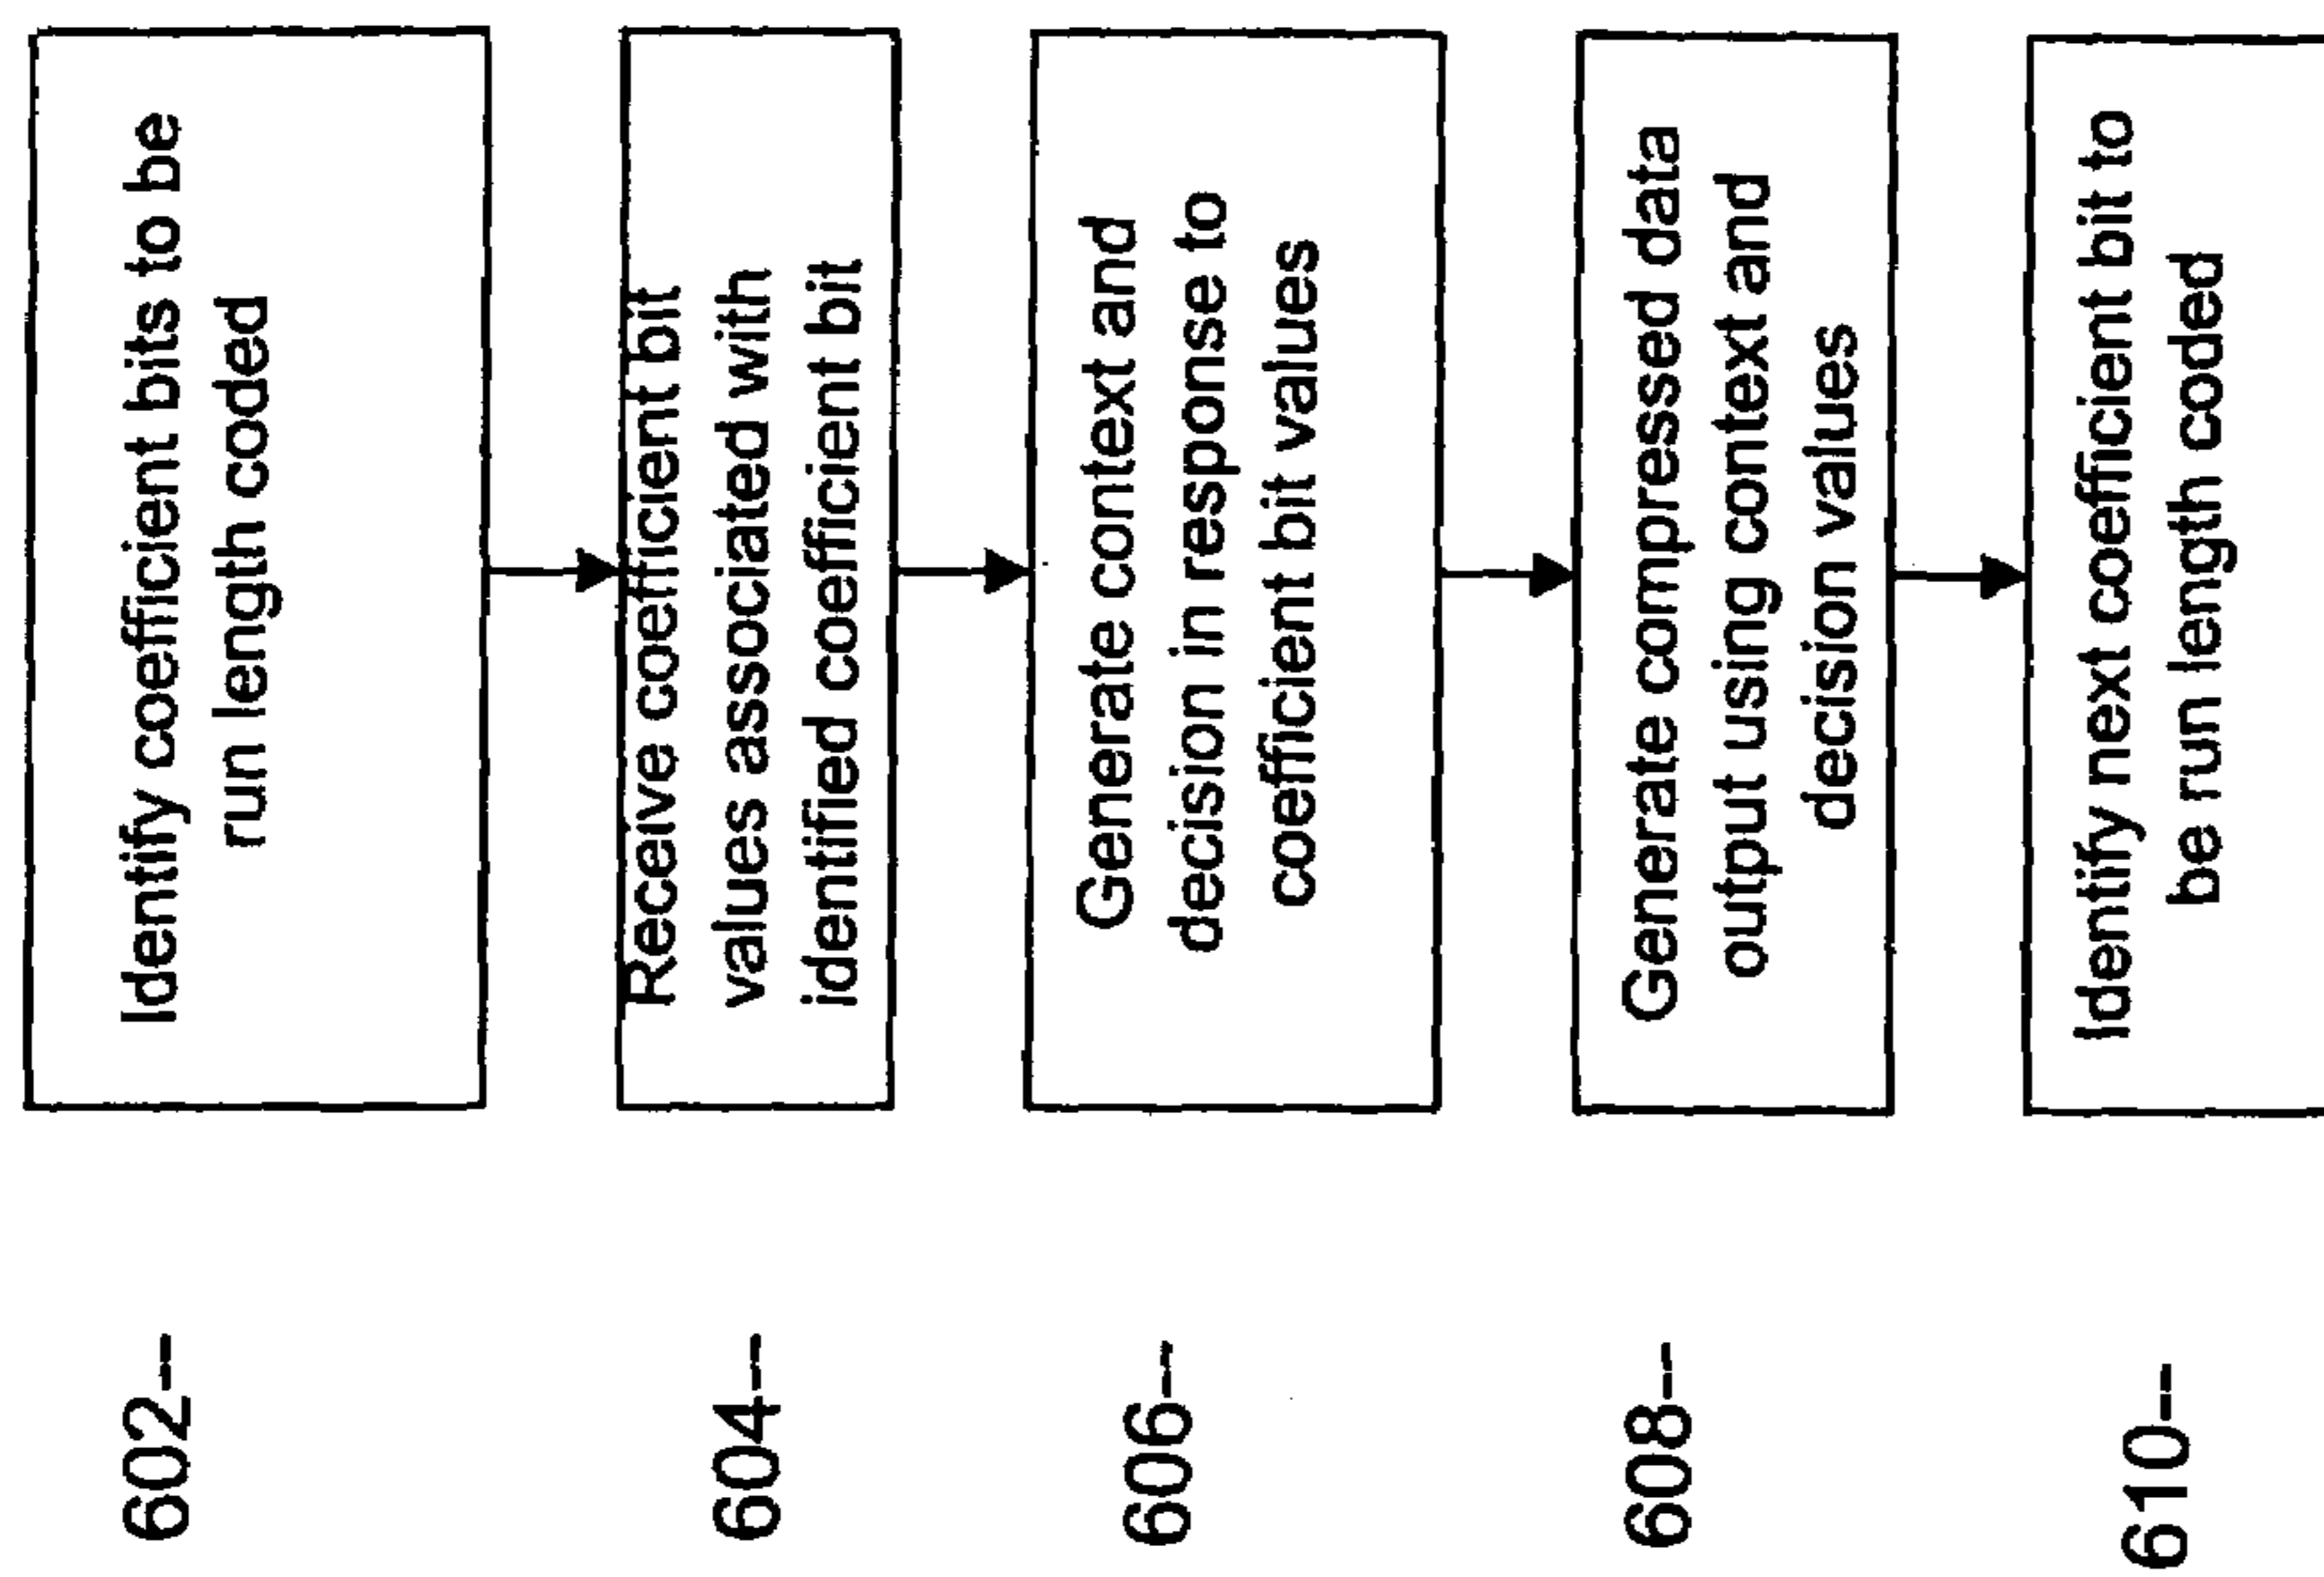 602--
Identify coefficient bits to be
run length coded
604--
Receive coefficient bit
values associated with
identified coefficient bit
606--
Generate context and
decision in response to
coefficient bit values
608--
Generate compressed data
output using context and
decision values
610--
Identify next coefficient bit to
be run length coded